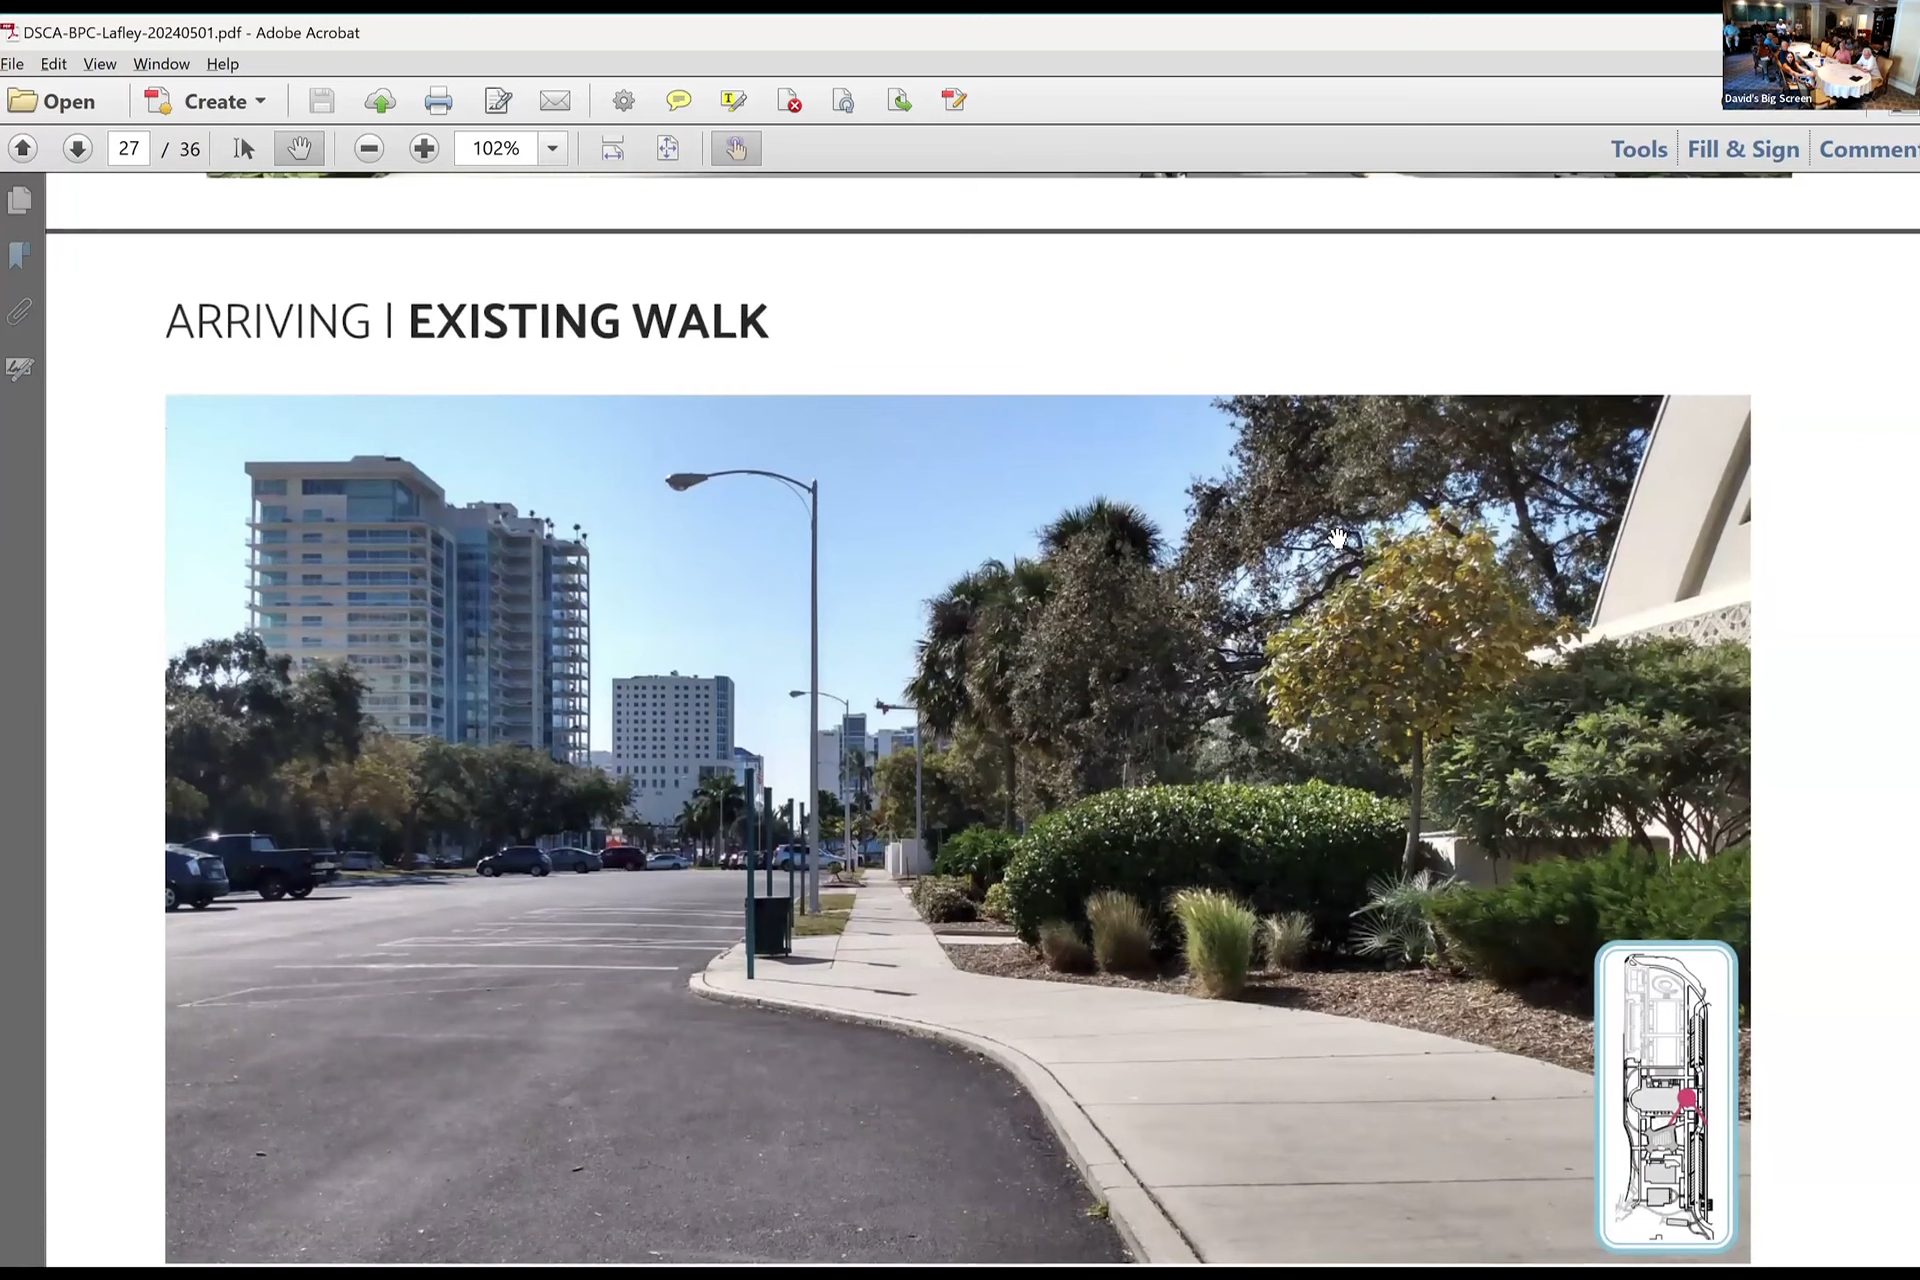 DSCA-BPC-Lafley-20240501.pdf - Adobe Acrobat
File Edit View Window Help
Open Create
David's Big Screen
27 / 36 102% Tools Fill & Sign Commen
ARRIVING | EXISTING WALK